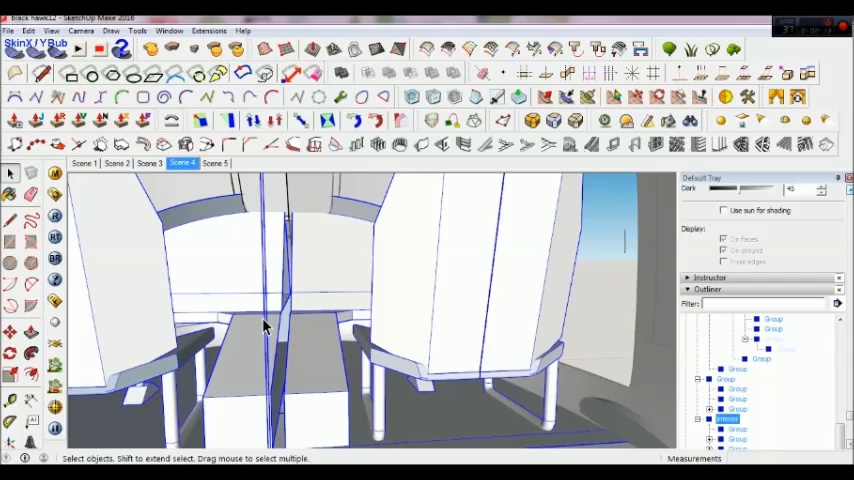 Black hawk12 - SketchUp Make 2016
File Edit View Camera Draw Tools Window Extensions Help
SkinX/YBub
Scene 1 Scene 2 Scene 3 Scene 4 Scene 5
Default Tray
Dark 45
Use sun for shading
Display:
On faces
On ground
From edges
Instructor
Outliner
Filter:
Group
Group
Group
Group
Group
Group
Group
Group
interior
Group
Group
Group
Select objects. Shift to extend select. Drag mouse to select multiple.
Measurements